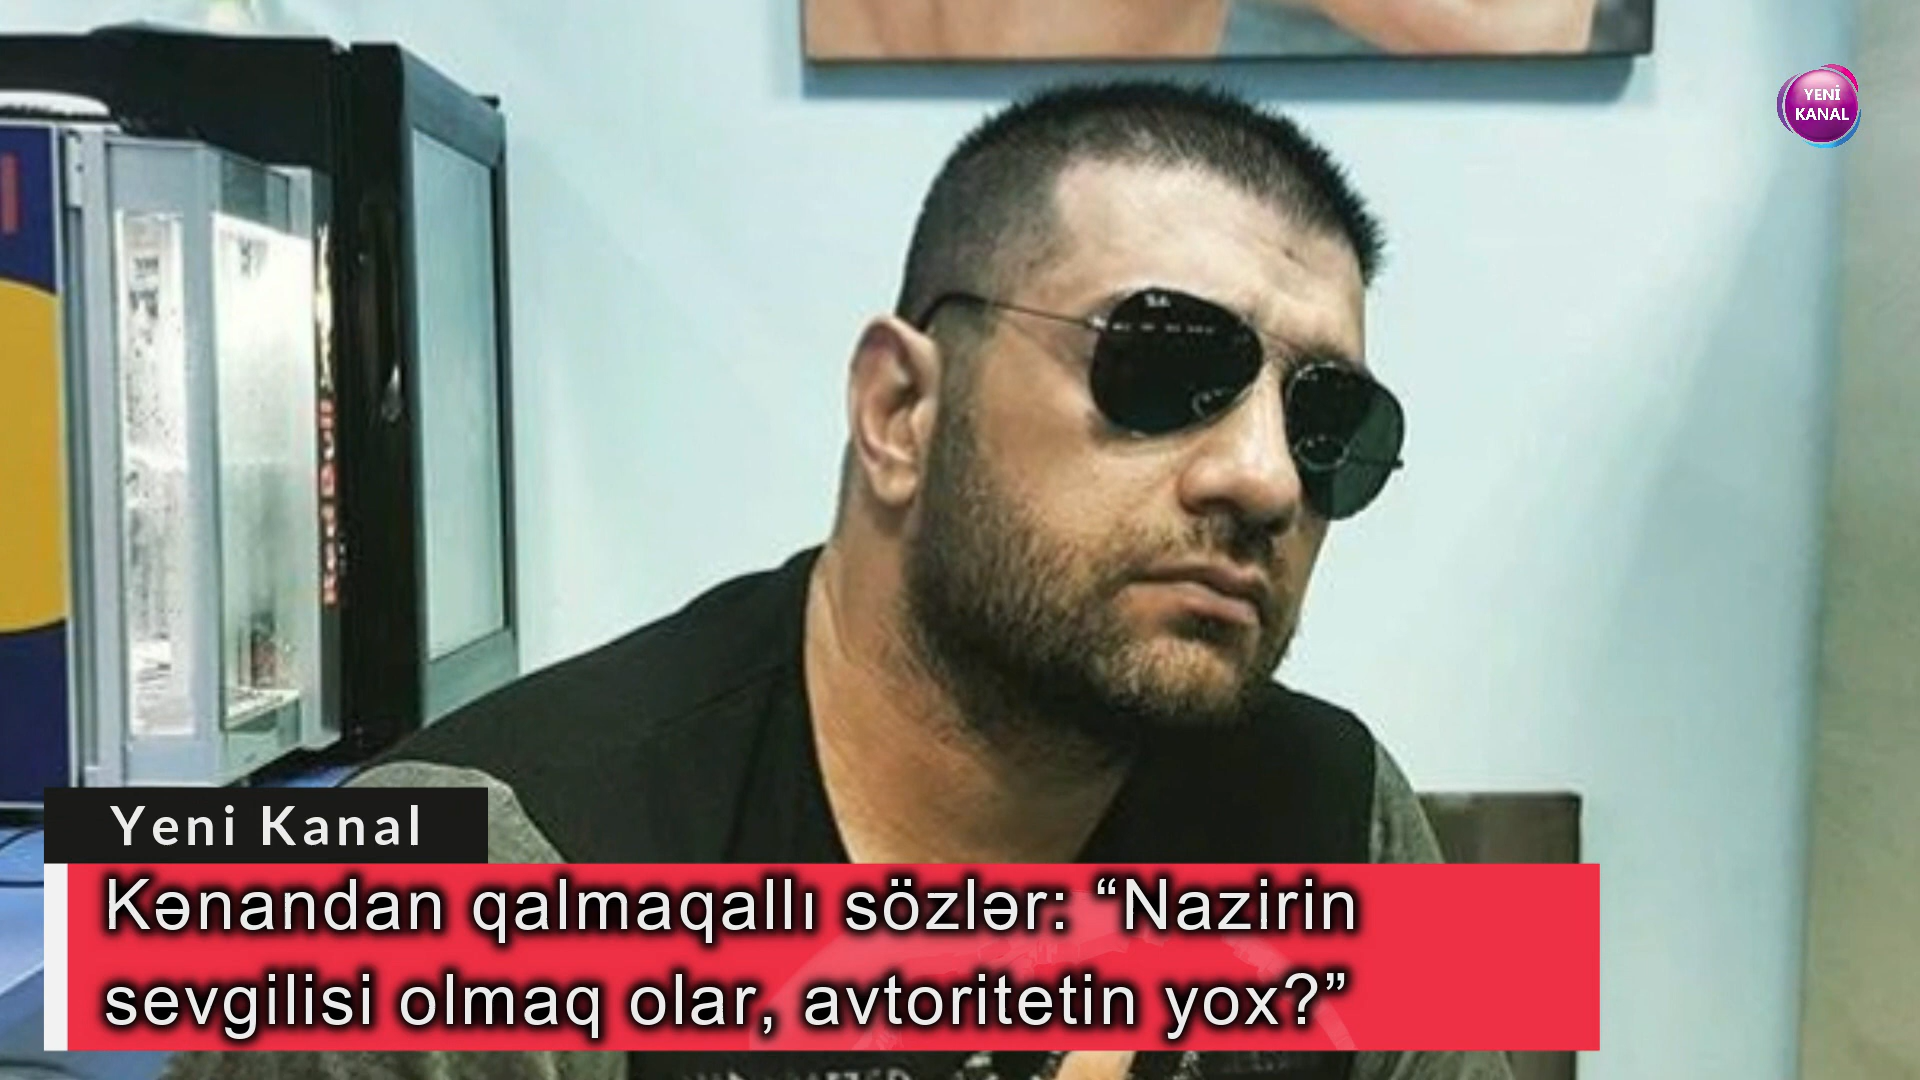 YENİ
KANAL
Yeni Kanal
Kənandan qalmaqallı sözlər: “Nazirin
sevgilisi olmaq olar, avtoritetin yox?”